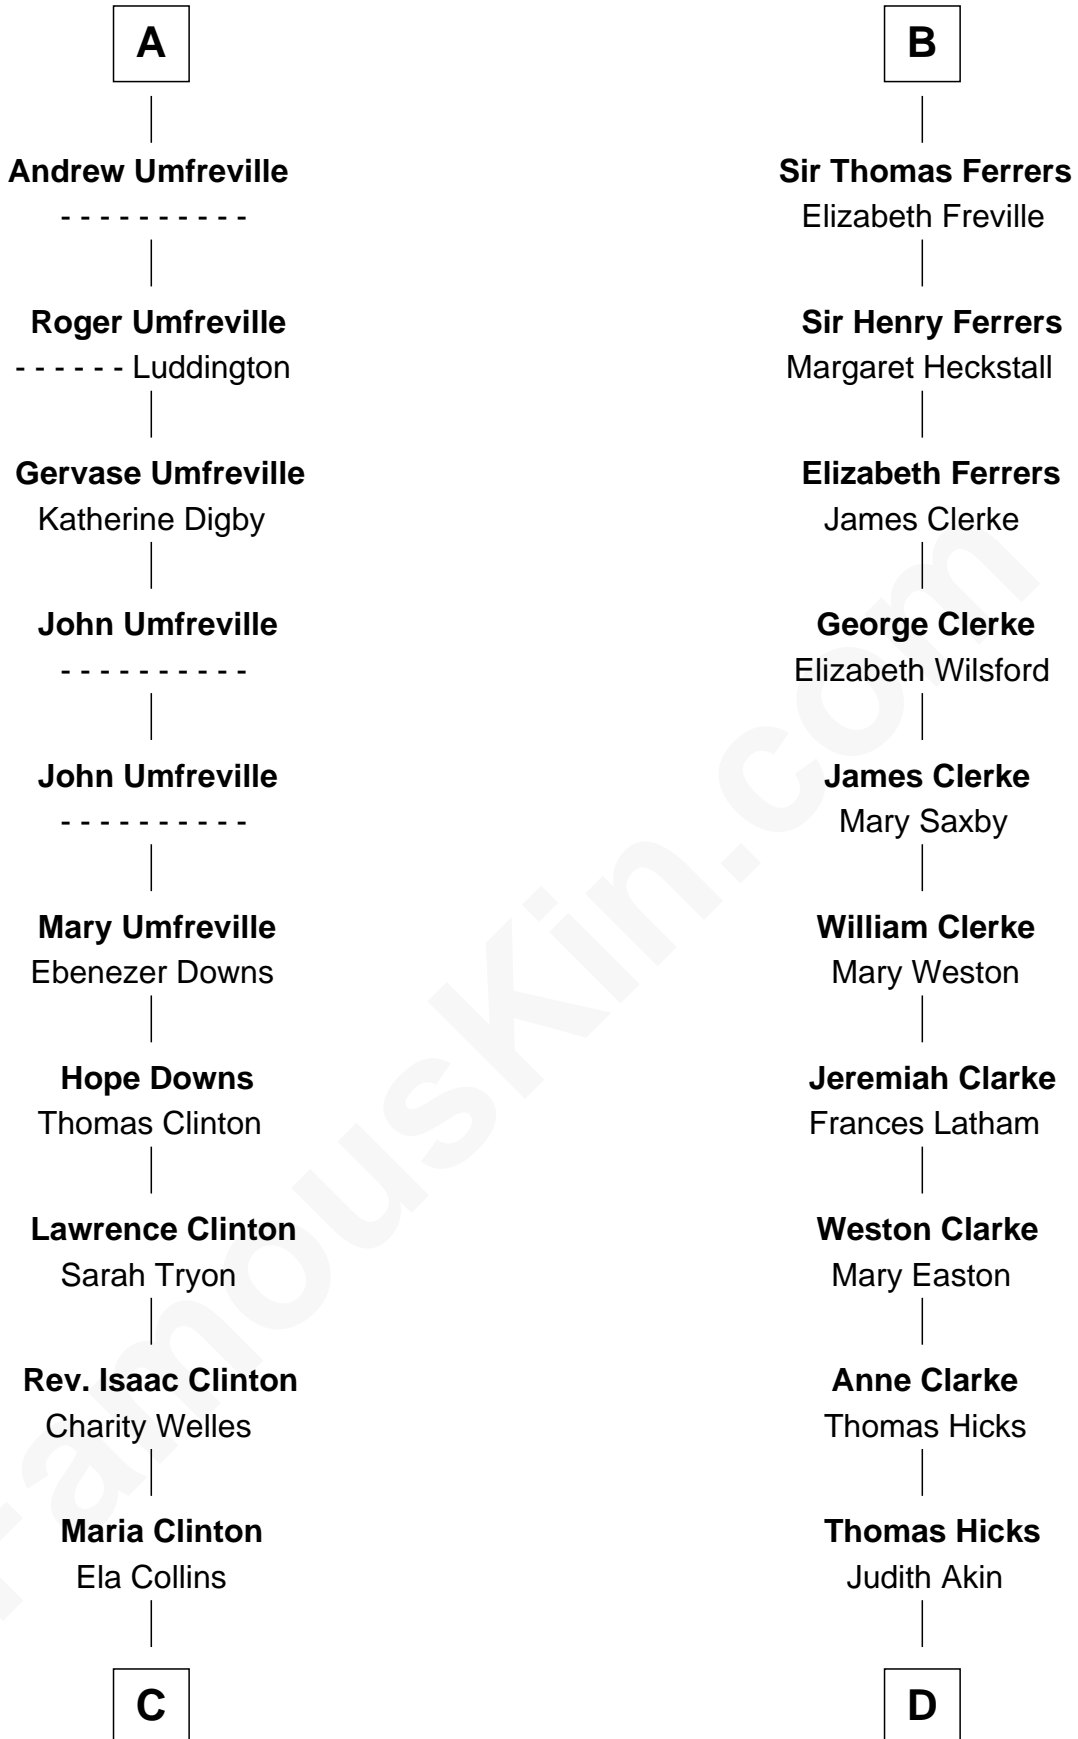 A
Andrew Umfreville
- - - - - - - - - -
Roger Umfreville
- - - - - - Luddington
Gervase Umfreville
Katherine Digby
John Umfreville
- - - - - - - - - -
John Umfreville
- - - - - - - - - -
Mary Umfreville
Ebenezer Downs
Hope Downs
Thomas Clinton
Lawrence Clinton
Sarah Tryon
Rev. Isaac Clinton
Charity Welles
Maria Clinton
Ela Collins
C
B
Sir Thomas Ferrers
Elizabeth Freville
Sir Henry Ferrers
Margaret Heckstall
Elizabeth Ferrers
James Clerke
George Clerke
Elizabeth Wilsford
James Clerke
Mary Saxby
William Clerke
Mary Weston
Jeremiah Clarke
Frances Latham
Weston Clarke
Mary Easton
Anne Clarke
Thomas Hicks
Thomas Hicks
Judith Akin
D
FamousKin.com